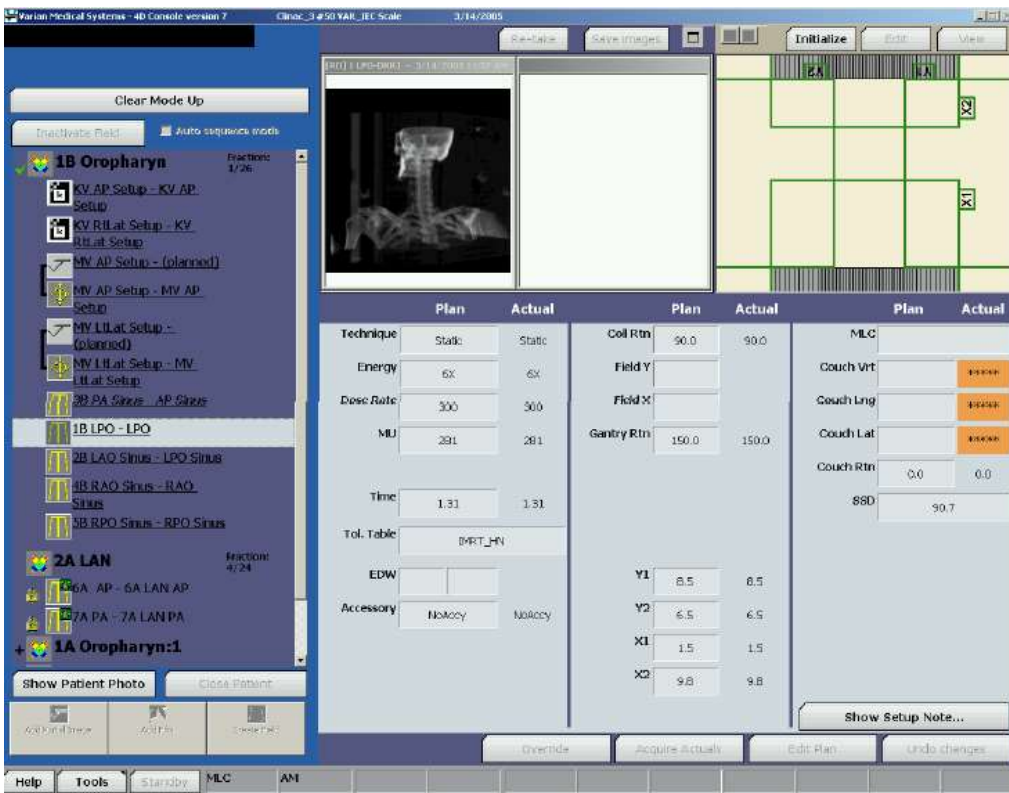 Varian Medical Systems - 4D Console version 7 Clinac_3 #50 VAR_IEC Scale 3/14/2005
Re-take Save images Initialize Edit View
Clear Mode Up
Inactivate Field Auto sequence mode
1B Oropharyn Fraction:
1/26
KV AP Setup - KV AP
Setup
KV RtLat Setup - KV
RtLat Setup
MV AP Setup - (planned)
MV AP Setup - MV AP
Setup
MV LtLat Setup -
(planned)
MV LtLat Setup - MV
LtLat Setup
3B PA Sinus AP Sinus
1B LPO - LPO
2B LAO Sinus - LPO Sinus
4B RAO Sinus - RAO
Sinus
5B RPO Sinus - RPO Sinus
2A LAN Fraction:
4/24
6A AP - 6A LAN AP
7A PA - 7A LAN PA
1A Oropharyn:1
Show Patient Photo Close Patient
Y2 Y1
X2
X1
Plan Actual Plan Actual Plan Actual
Technique Static Static Coll Rtn 90.0 90.0 MLC
Energy 6X 6X Field Y Couch Vrt ******
Dose Rate 300 300 Field X Couch Lng ******
MU 281 281 Gantry Rtn 150.0 150.0 Couch Lat ******
Couch Rtn 0.0 0.0
Time 1.31 1.31 SSD 90.7
Tol. Table IMRT_HN
EDW Y1 8.5 8.5
Accessory NoAccy NoAccy Y2 6.5 6.5
X1 1.5 1.5
X2 9.8 9.8
Show Setup Note...
Override Acquire Actuals Edit Plan Undo changes
Help Tools Standby MLC AM